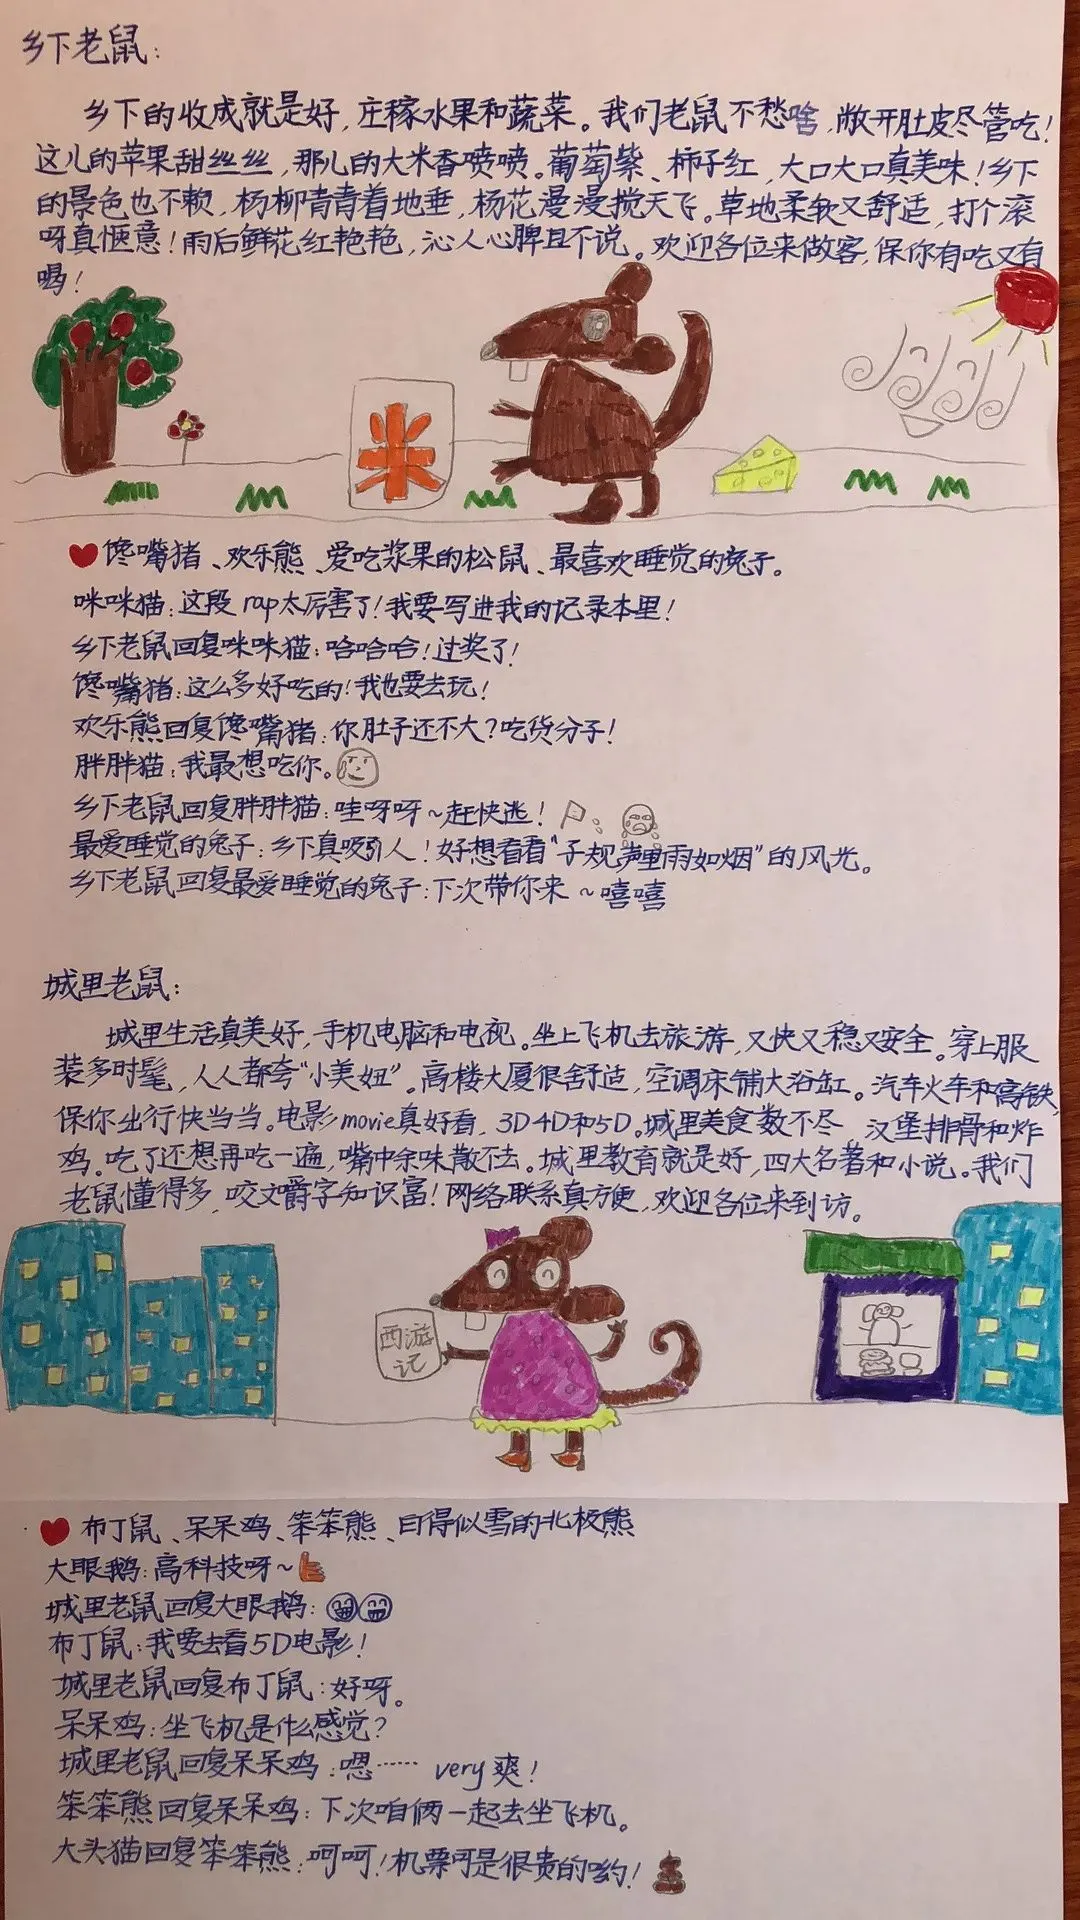 乡下老鼠：
乡下的收成就是好，庄稼水果和蔬菜。我们老鼠不愁啥，敞开肚皮尽管吃！
这儿的苹果甜丝丝，那儿的大米香喷喷。葡萄紫、柿子红，大口大口真美味！乡下
的景色也不赖，杨柳青青着地垂，杨花漫漫搅天飞。草地柔软又舒适，打个滚
呀真惬意！雨后鲜花红艳艳，沁人心脾且不说。欢迎各位来做客，保你有吃又有
喝！
米
馋嘴猪、欢乐熊、爱吃浆果的松鼠、最喜欢睡觉的兔子。
咪咪猫：这段rap太厉害了！我要写进我的记录本里！
乡下老鼠回复咪咪猫：哈哈哈！过奖了！
馋嘴猪：这么多好吃的！我也要去玩！
欢乐熊回复馋嘴猪：你肚子还不大？吃货分子！
胖胖猫：我最想吃你。
乡下老鼠回复胖胖猫：哇呀呀~赶快逃！
最爱睡觉的兔子：乡下真吸引人！好想看看“子规声里雨如烟”的风光。
乡下老鼠回复最爱睡觉的兔子：下次带你来~嘻嘻
城里老鼠：
城里生活真美好，手机电脑和电视。坐上飞机去旅游，又快又稳又安全。穿上服
装多时髦，人人都夸“小美妞”。高楼大厦很舒适，空调床铺大浴缸。汽车火车和高铁，
保你出行快当当。电影movie真好看，3D4D和5D。城里美食数不尽 汉堡排骨和炸
鸡。吃了还想再吃一遍，嘴中余味散不去。城里教育就是好，四大名著和小说。我们
老鼠懂得多，咬文嚼字知识富！网络联系真方便，欢迎各位来到访。
西游
记
布丁鼠、呆呆鸡、笨笨熊、白得似雪的北极熊
大眼鹅：高科技呀~
城里老鼠回复大眼鹅：
布丁鼠：我要去看5D电影！
城里老鼠回复布丁鼠：好呀。
呆呆鸡：坐飞机是什么感觉？
城里老鼠回复呆呆鸡：嗯…… very爽！
笨笨熊回复呆呆鸡：下次咱俩一起去坐飞机。
大头猫回复笨笨熊：呵呵！机票可是很贵的哟！